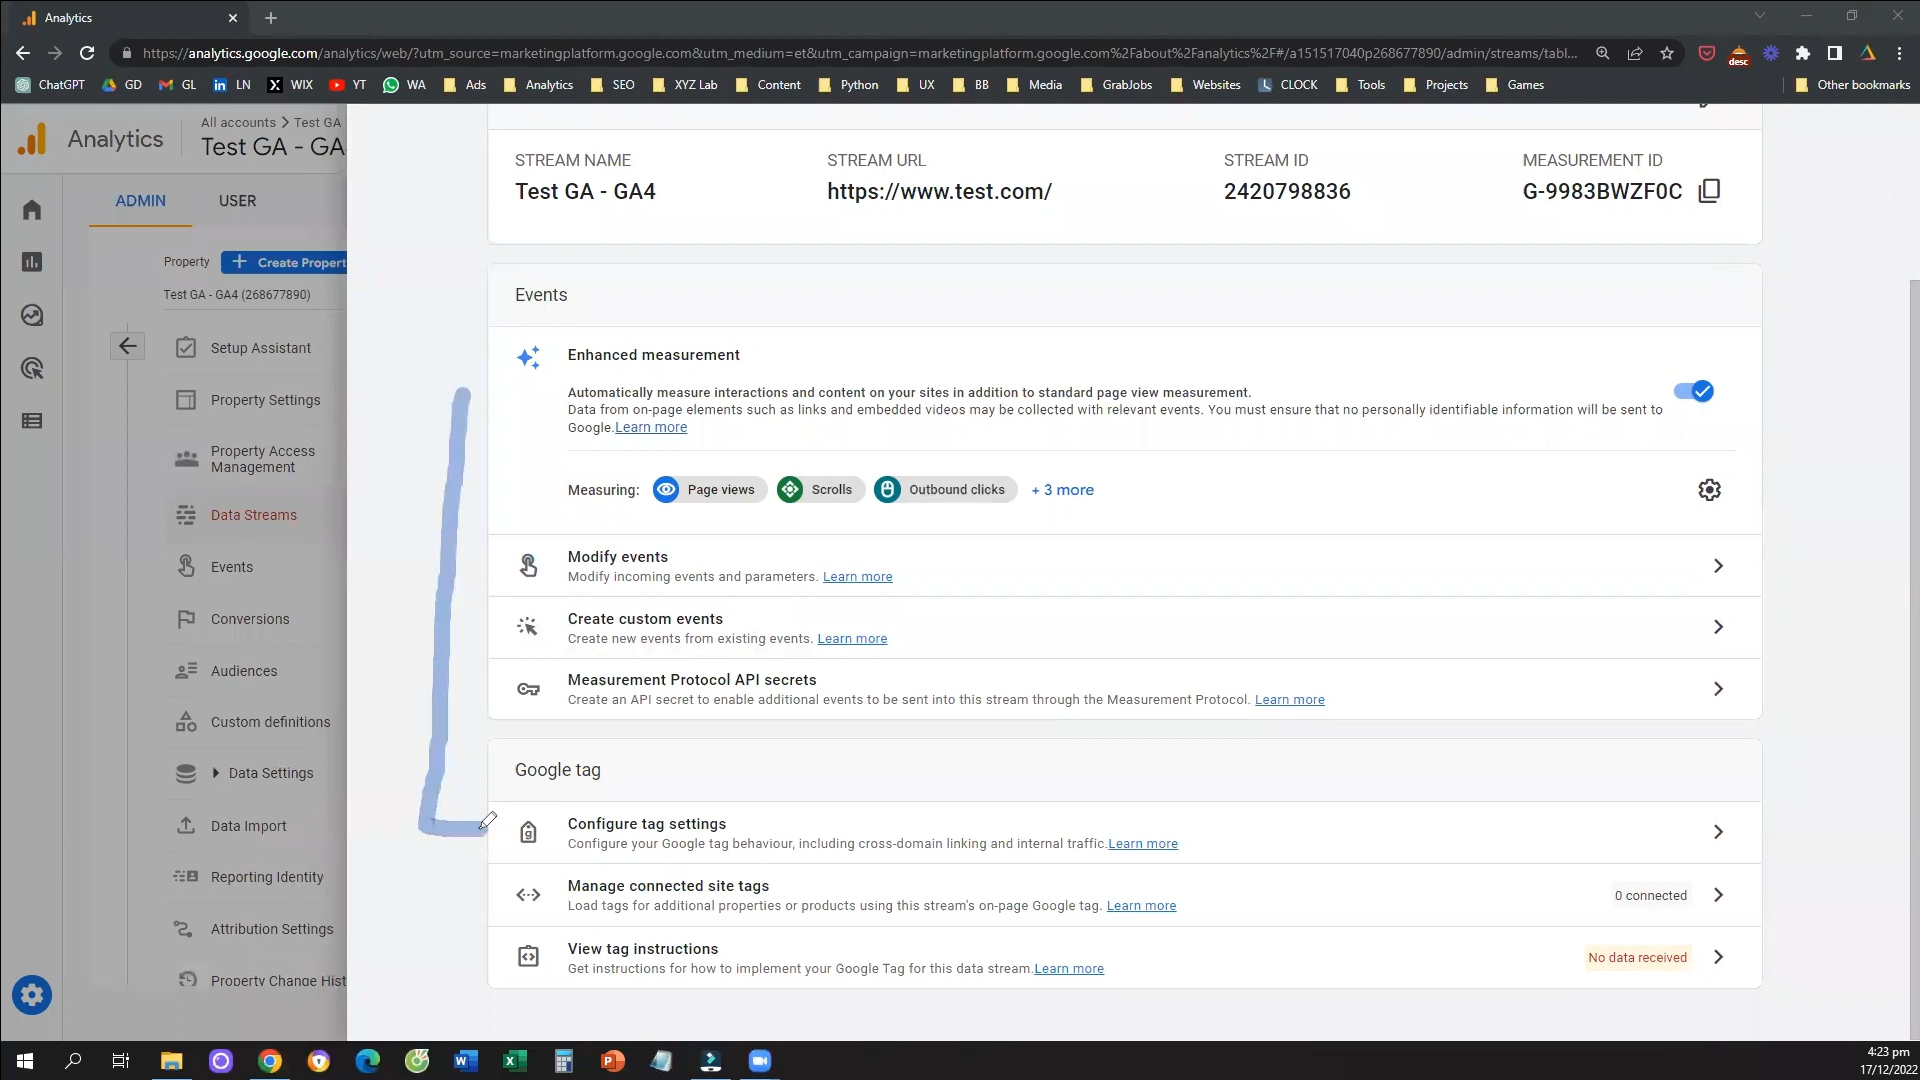 Analytics
https://analytics.google.com/analytics/web/?utm_source=marketingplatform.google.com&utm_medium=et&utm_campaign=marketingplatform.google.com%2Fabout%2Fanalytics%2F#/a151517040p268677890/admin/streams/tabl...
desc
ChatGPT GD GL LN WIX YT WA Ads Analytics SEO XYZ Lab Content Python UX BB Media GrabJobs Websites CLOCK Tools Projects Games Other bookmarks
Analytics
All accounts > Test GA
Test GA - GA
ADMIN USER
Property + Create Propert
Test GA - GA4 (268677890)
Setup Assistant
Property Settings
Property Access
Management
Data Streams
Events
Conversions
Audiences
Custom definitions
Data Settings
Data Import
Reporting Identity
Attribution Settings
Property Change Hist
STREAM NAME STREAM URL STREAM ID MEASUREMENT ID
Test GA - GA4 https://www.test.com/ 2420798836 G-9983BWZF0C
Events
Enhanced measurement
Automatically measure interactions and content on your sites in addition to standard page view measurement.
Data from on-page elements such as links and embedded videos may be collected with relevant events. You must ensure that no personally identifiable information will be sent to
Google.Learn more
Measuring: Page views Scrolls Outbound clicks + 3 more
Modify events
Modify incoming events and parameters. Learn more
Create custom events
Create new events from existing events. Learn more
Measurement Protocol API secrets
Create an API secret to enable additional events to be sent into this stream through the Measurement Protocol. Learn more
Google tag
Configure tag settings
Configure your Google tag behaviour, including cross-domain linking and internal traffic.Learn more
Manage connected site tags
Load tags for additional properties or products using this stream's on-page Google tag. Learn more
0 connected
View tag instructions
Get instructions for how to implement your Google Tag for this data stream.Learn more
No data received
4:23 pm
17/12/2022